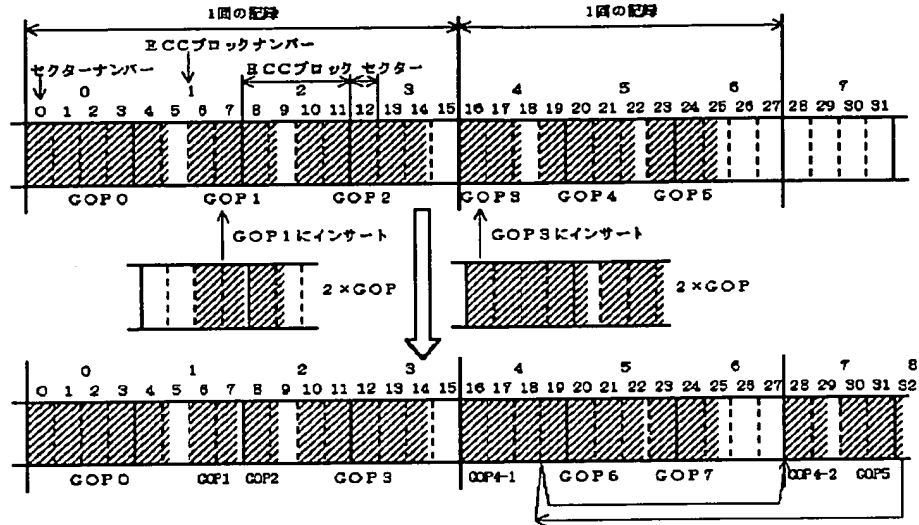 1回の記録 1回の記録
ECCブロックナンバー
セクターナンバー ECCブロック セクター
0 1 2 3 4 5 6 7
0 1 2 3 4 5 6 7 8 9 10 11 12 13 14 15 16 17 18 19 20 21 22 23 24 25 26 27 28 29 30 31
GOP0 GOP1 GOP2 GOP3 GOP4 GOP5
GOP1にインサート GOP3にインサート
2×GOP 2×GOP
0 1 2 3 4 5 6 7 8
0 1 2 3 4 5 6 7 8 9 10 11 12 13 14 15 16 17 18 19 20 21 22 23 24 25 26 27 28 29 30 31 32
GOP0 GOP1 GOP2 GOP3 GOP4-1 GOP6 GOP7 GOP4-2 GOP5